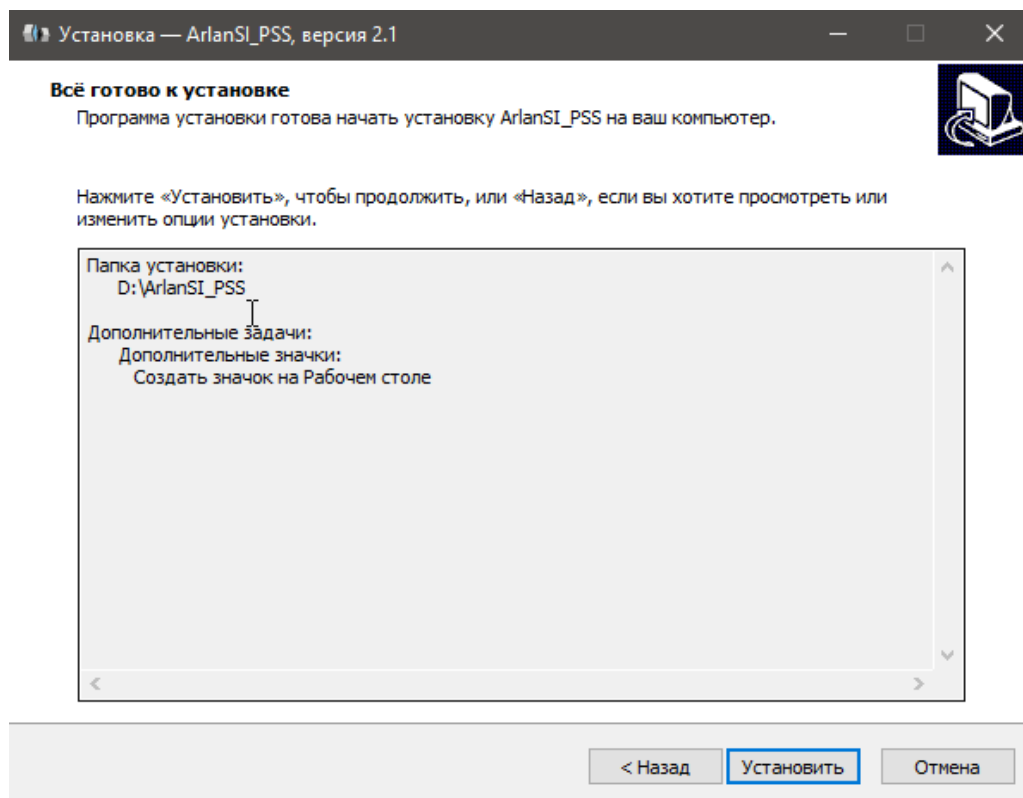 Установка — ArlanSI_PSS, версия 2.1
Всё готово к установке
Программа установки готова начать установку ArlanSI_PSS на ваш компьютер.
Нажмите «Установить», чтобы продолжить, или «Назад», если вы хотите просмотреть или
изменить опции установки.
Папка установки:
D:\ArlanSI_PSS
Дополнительные задачи:
Дополнительные значки:
Создать значок на Рабочем столе
< Назад
Установить
Отмена